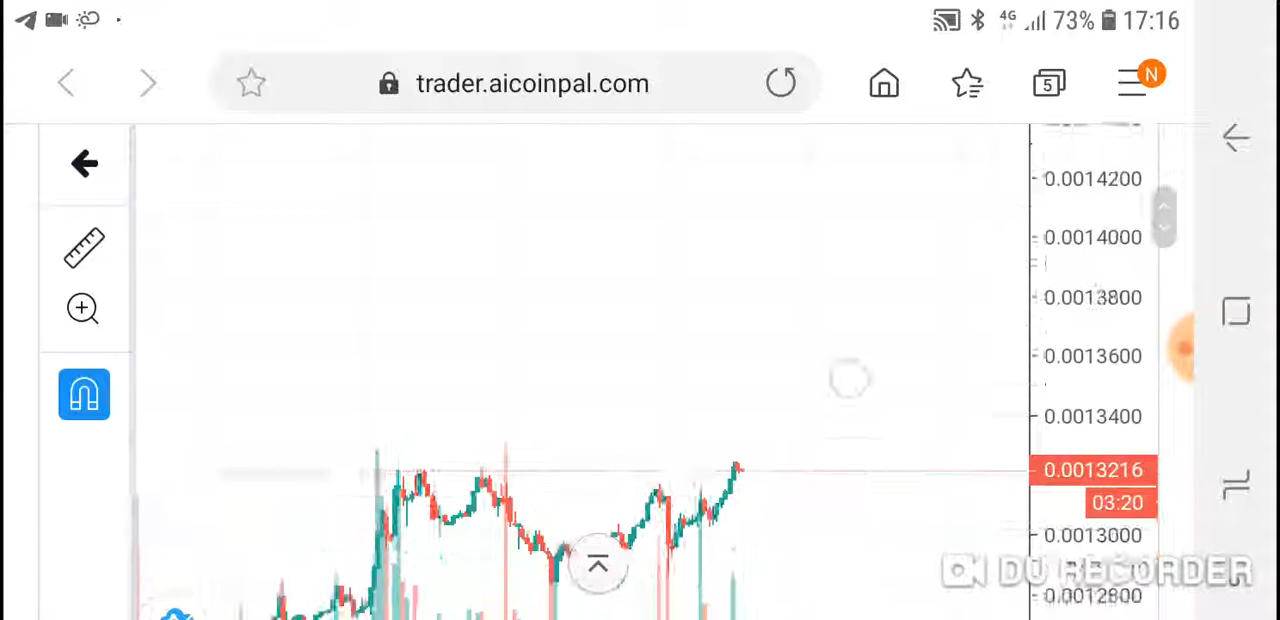 4G 73% 17:16
trader.aicoinpal.com
5
N
0.0014200
0.0014000
0.0013800
0.0013600
0.0013400
0.0013216
03:20
0.0013000
DU RECORDER
0.0012800